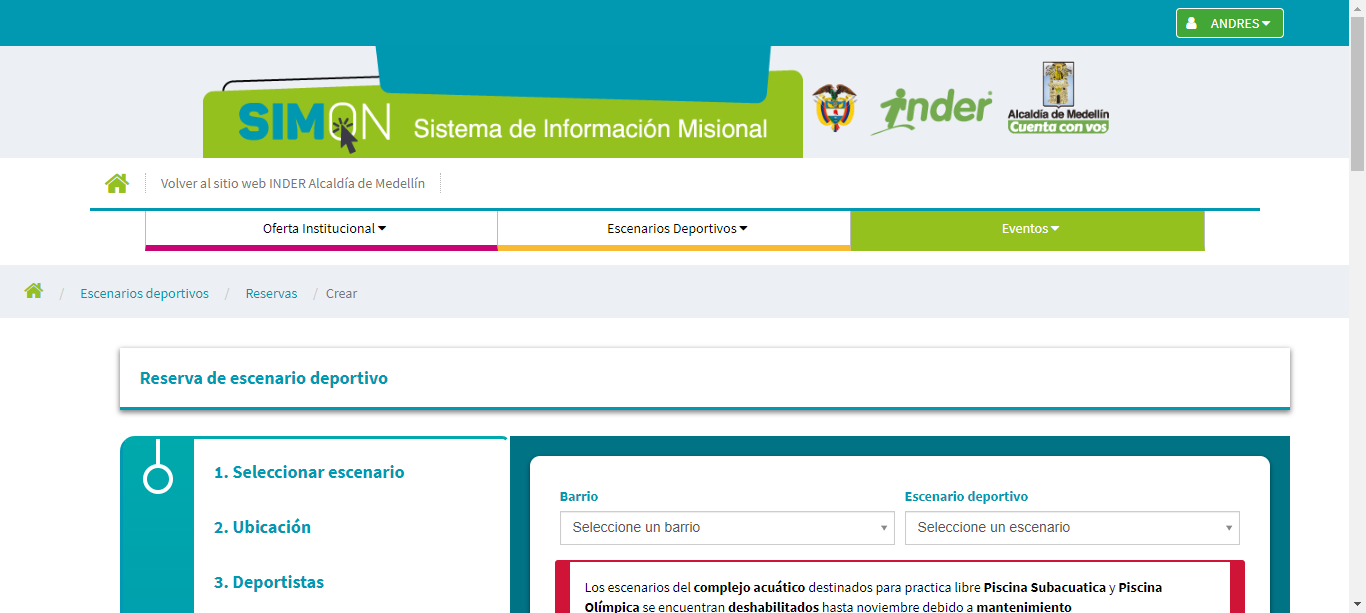 ANDRES
SIMON Sistema de Información Misional
inder
Alcaldía de Medellín
Cuenta con vos
Volver al sitio web INDER Alcaldía de Medellín
Oferta Institucional
Escenarios Deportivos
Eventos
/ Escenarios deportivos / Reservas / Crear
Reserva de escenario deportivo
1. Seleccionar escenario
2. Ubicación
3. Deportistas
Barrio
Escenario deportivo
Seleccione un barrio
Seleccione un escenario
Los escenarios del complejo acuático destinados para practica libre Piscina Subacuatica y Piscina
Olímpica se encuentran deshabilitados hasta noviembre debido a mantenimiento